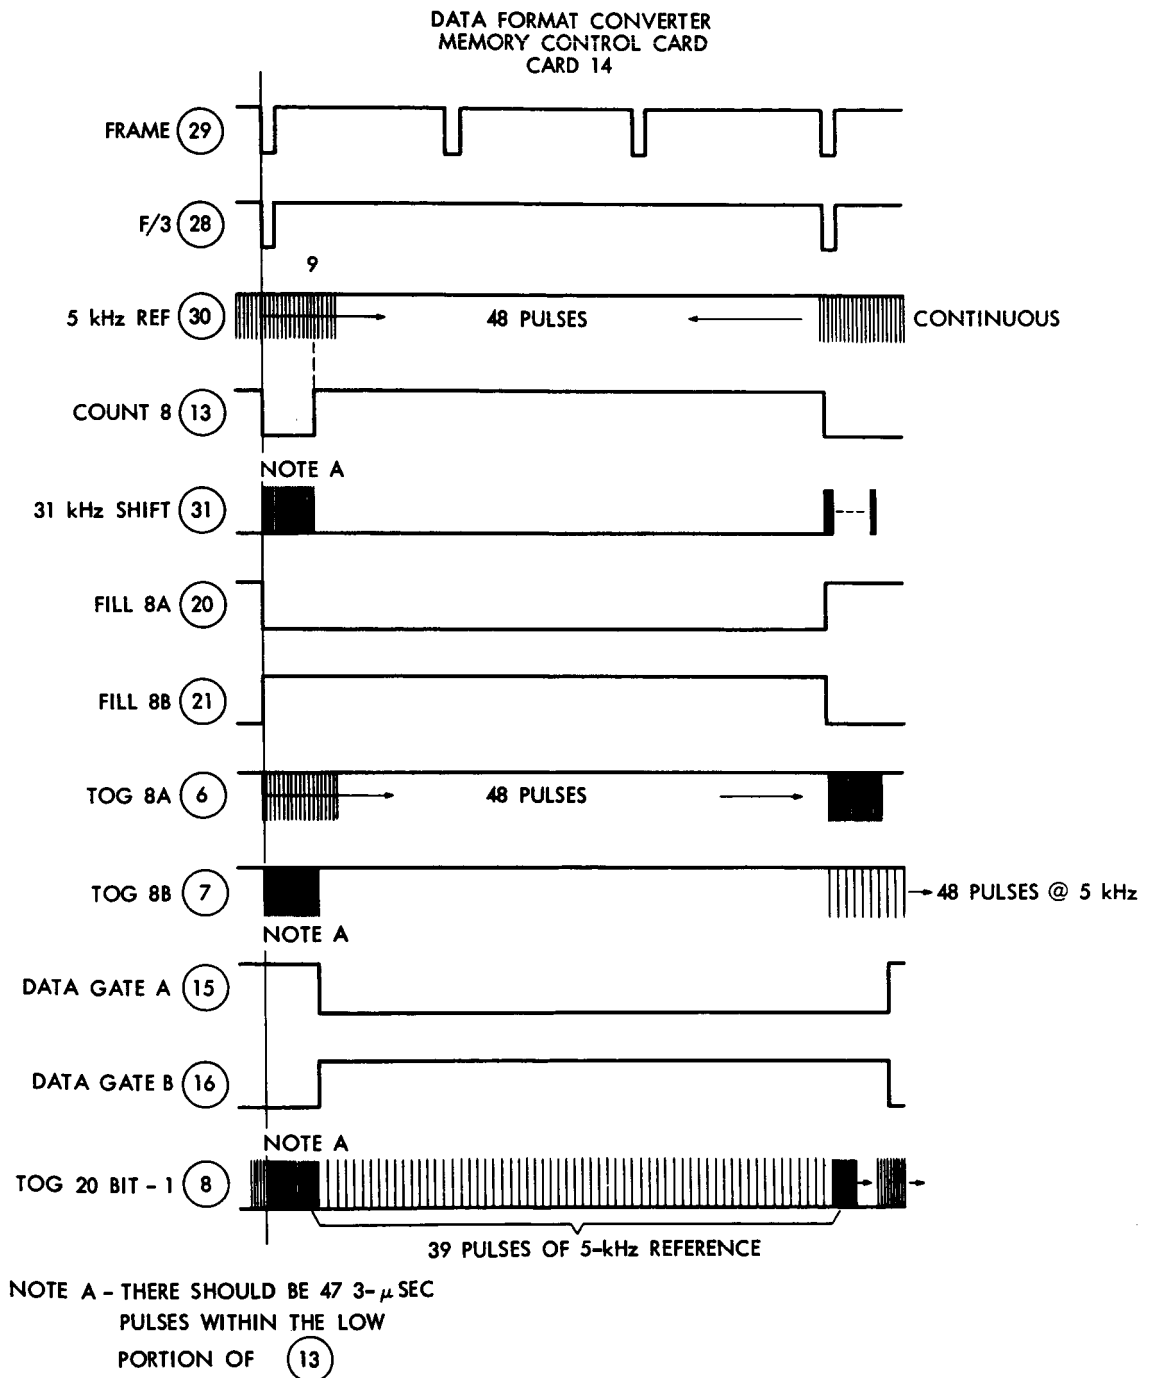 DATA FORMAT CONVERTER
MEMORY CONTROL CARD
CARD 14
FRAME 29
F/3 28
9
5 kHz REF 30 48 PULSES CONTINUOUS
COUNT 8 13
NOTE A
31 kHz SHIFT 31
FILL 8A 20
FILL 8B 21
TOG 8A 6 48 PULSES
TOG 8B 7 48 PULSES @ 5 kHz
NOTE A
DATA GATE A 15
DATA GATE B 16
NOTE A
TOG 20 BIT - 1 8
39 PULSES OF 5-kHz REFERENCE
NOTE A - THERE SHOULD BE 47 3-μSEC
PULSES WITHIN THE LOW
PORTION OF 13